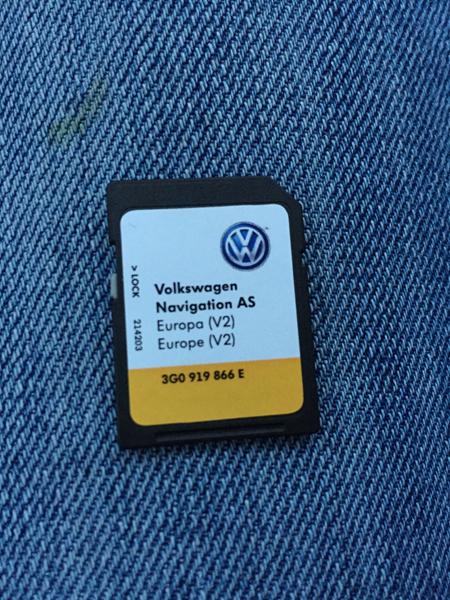 Volkswagen
Navigation AS
Europa (V2)
Europe (V2)
3G0 919 866 E
> LOCK
214203